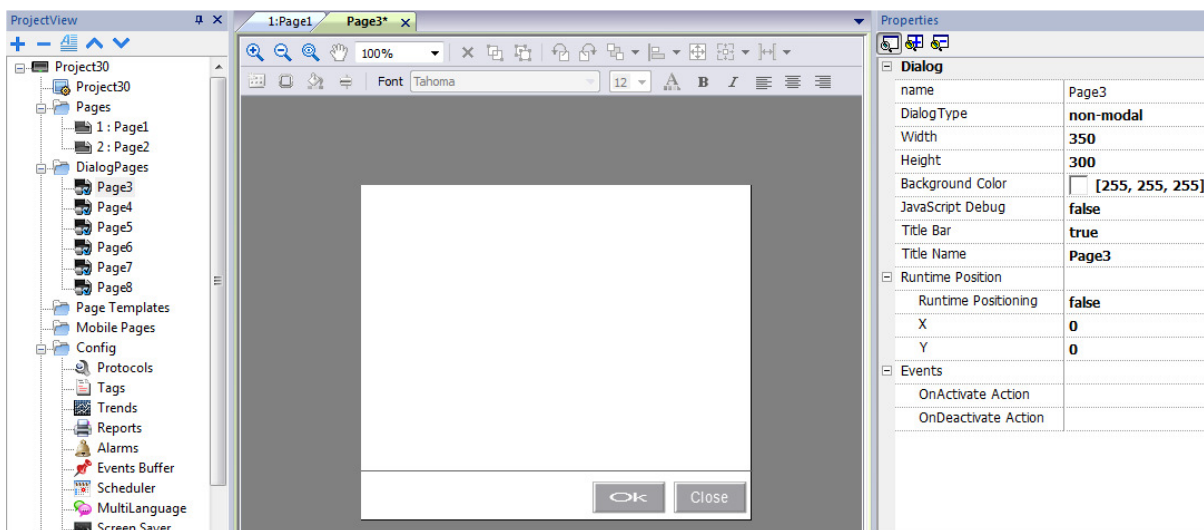 ProjectView
Project30
Project30
Pages
1 : Page1
2 : Page2
DialogPages
Page3
Page4
Page5
Page6
Page7
Page8
Page Templates
Mobile Pages
Config
Protocols
Tags
Trends
Reports
Alarms
Events Buffer
Scheduler
MultiLanguage
Screen Saver
1:Page1 Page3*
100%
Font Tahoma 12 A B I
Ok Close
Properties
Dialog
name Page3
DialogType non-modal
Width 350
Height 300
Background Color [255, 255, 255]
JavaScript Debug false
Title Bar true
Title Name Page3
Runtime Position
Runtime Positioning false
X 0
Y 0
Events
OnActivate Action
OnDeactivate Action